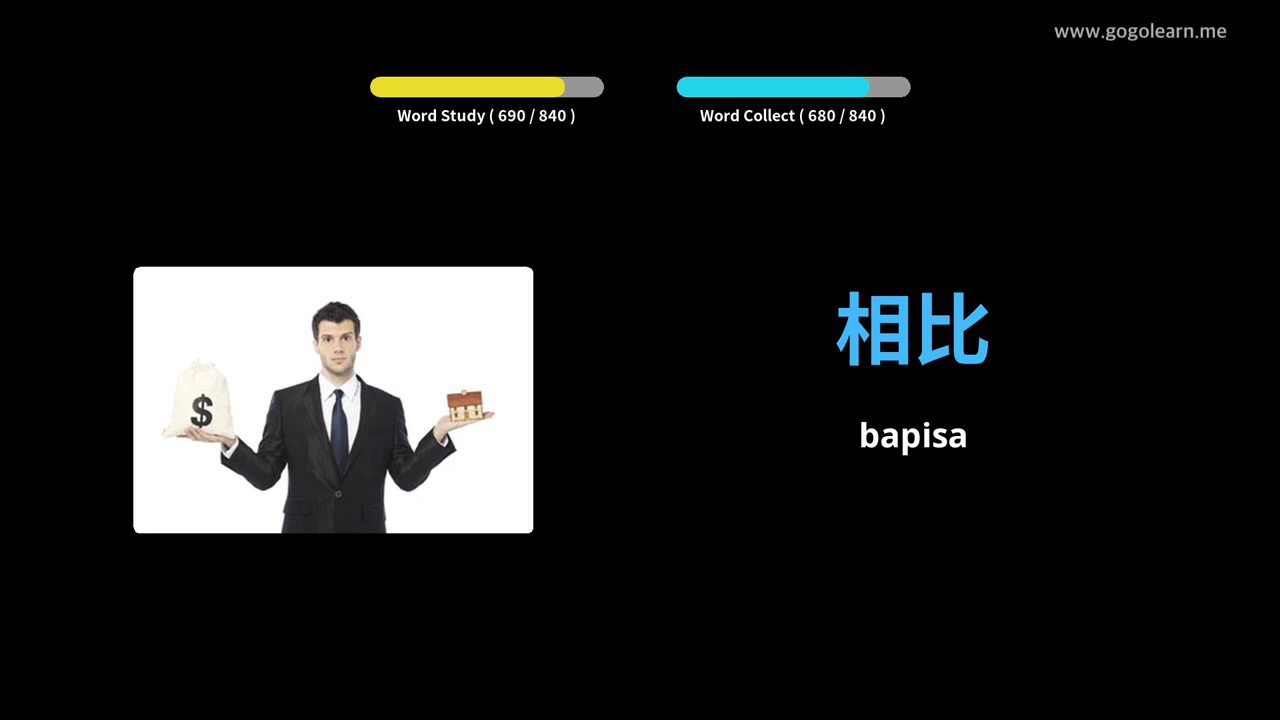 www.gogolearn.me
Word Study ( 690 / 840 )
Word Collect ( 680 / 840 )
$
相比
bapisa